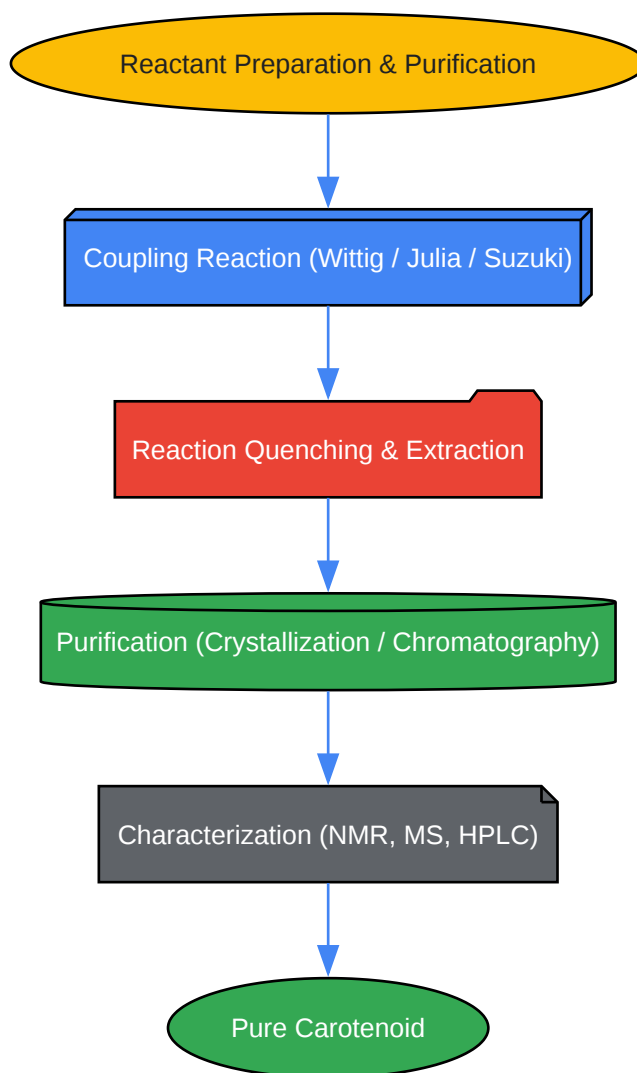 Reactant Preparation & Purification
Coupling Reaction (Wittig / Julia / Suzuki)
Reaction Quenching & Extraction
Purification (Crystallization / Chromatography)
Characterization (NMR, MS, HPLC)
Pure Carotenoid